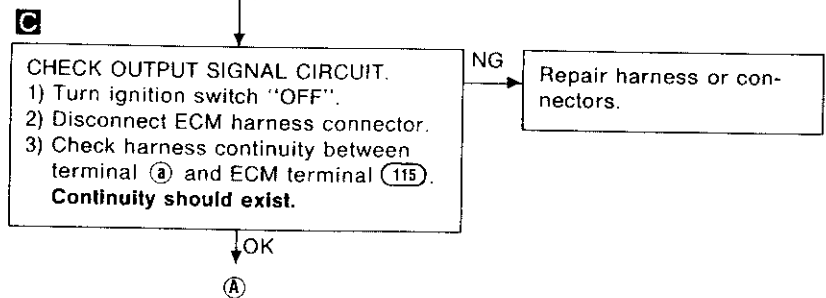 C
CHECK OUTPUT SIGNAL CIRCUIT.
1) Turn ignition switch "OFF".
2) Disconnect ECM harness connector.
3) Check harness continuity between
terminal ⓐ and ECM terminal (115).
Continuity should exist.
NG
Repair harness or con-
nectors.
OK
Ⓐ